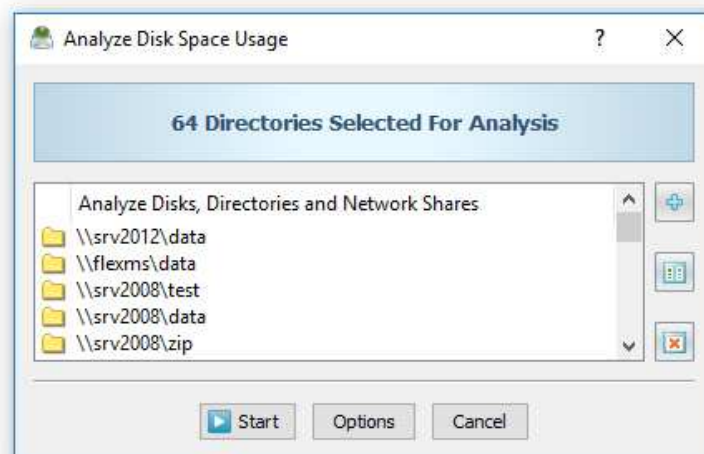 Analyze Disk Space Usage
?
64 Directories Selected For Analysis
Analyze Disks, Directories and Network Shares
\\srv2012\data
\\flexms\data
\\srv2008\test
\\srv2008\data
\\srv2008\zip
Start Options Cancel